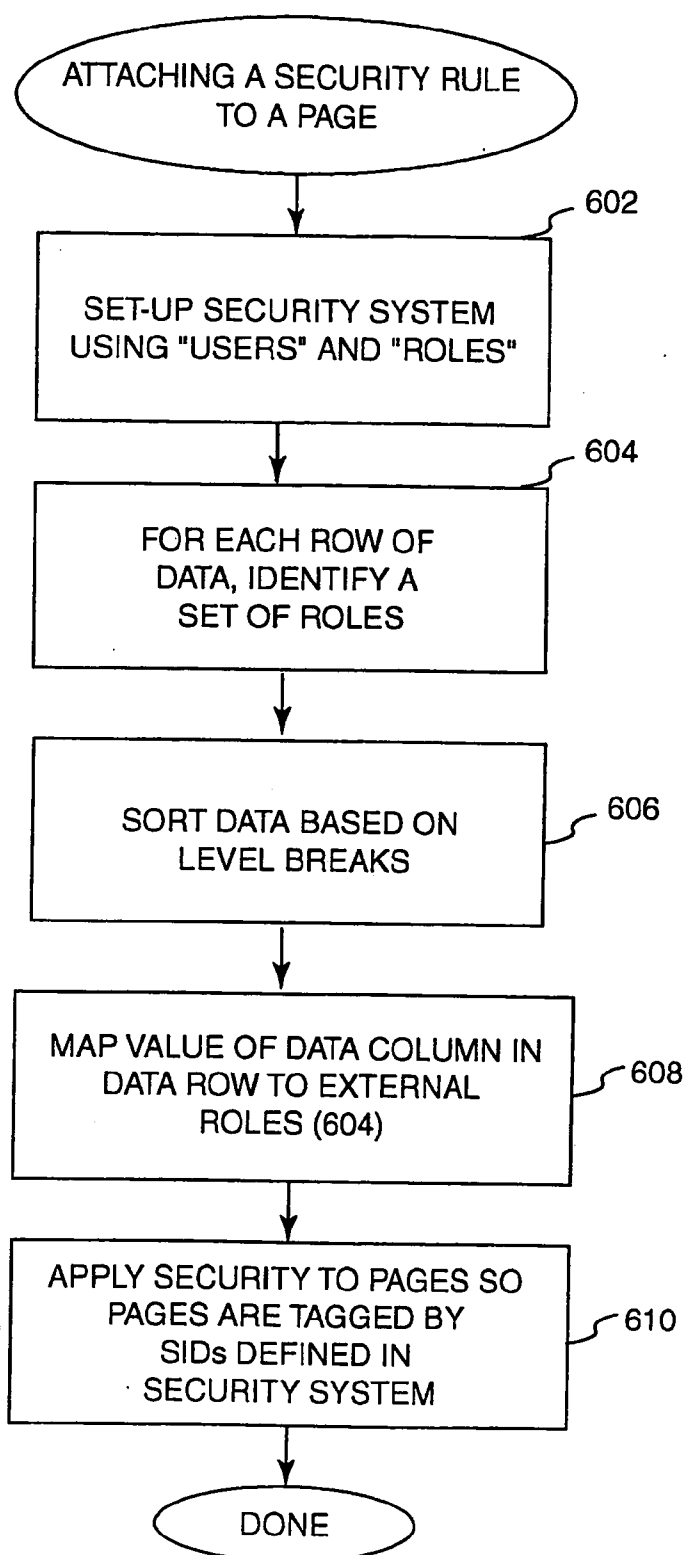 ATTACHING A SECURITY RULE
TO A PAGE
602
SET-UP SECURITY SYSTEM
USING "USERS" AND "ROLES"
604
FOR EACH ROW OF
DATA, IDENTIFY A
SET OF ROLES
606
SORT DATA BASED ON
LEVEL BREAKS
MAP VALUE OF DATA COLUMN IN
DATA ROW TO EXTERNAL
ROLES (604)
608
APPLY SECURITY TO PAGES SO
PAGES ARE TAGGED BY
SIDs DEFINED IN
SECURITY SYSTEM
610
DONE